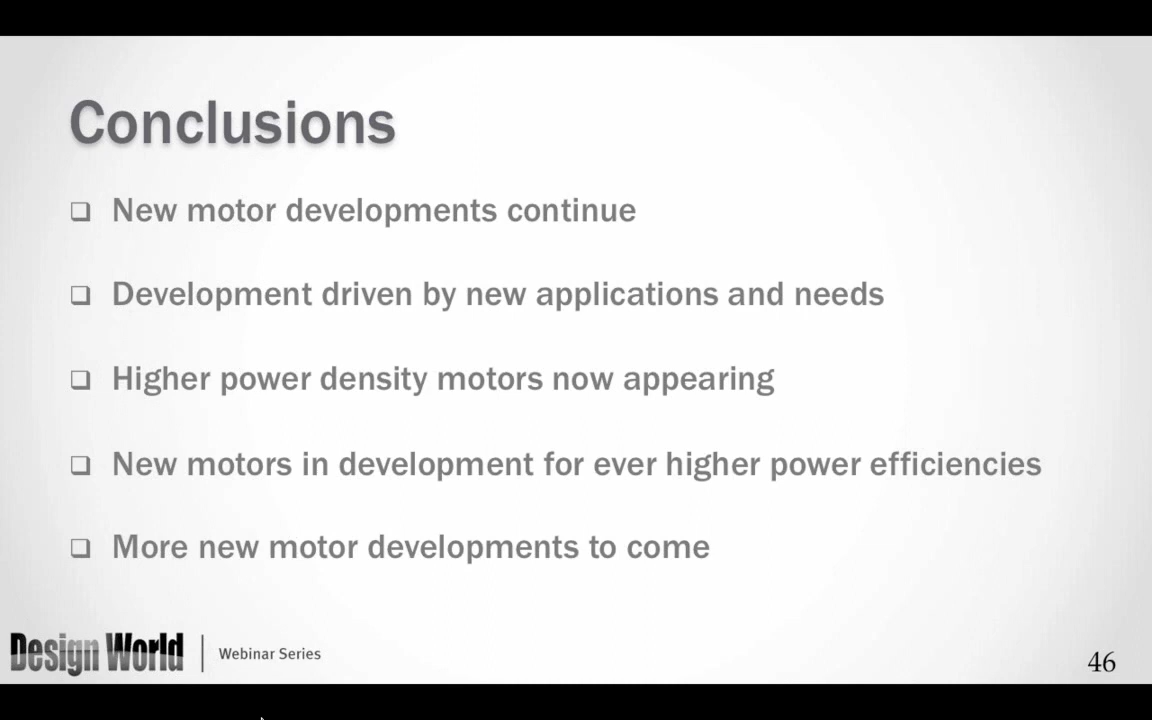 Conclusions
❑ New motor developments continue
❑ Development driven by new applications and needs
❑ Higher power density motors now appearing
❑ New motors in development for ever higher power efficiencies
❑ More new motor developments to come
Design World | Webinar Series
46